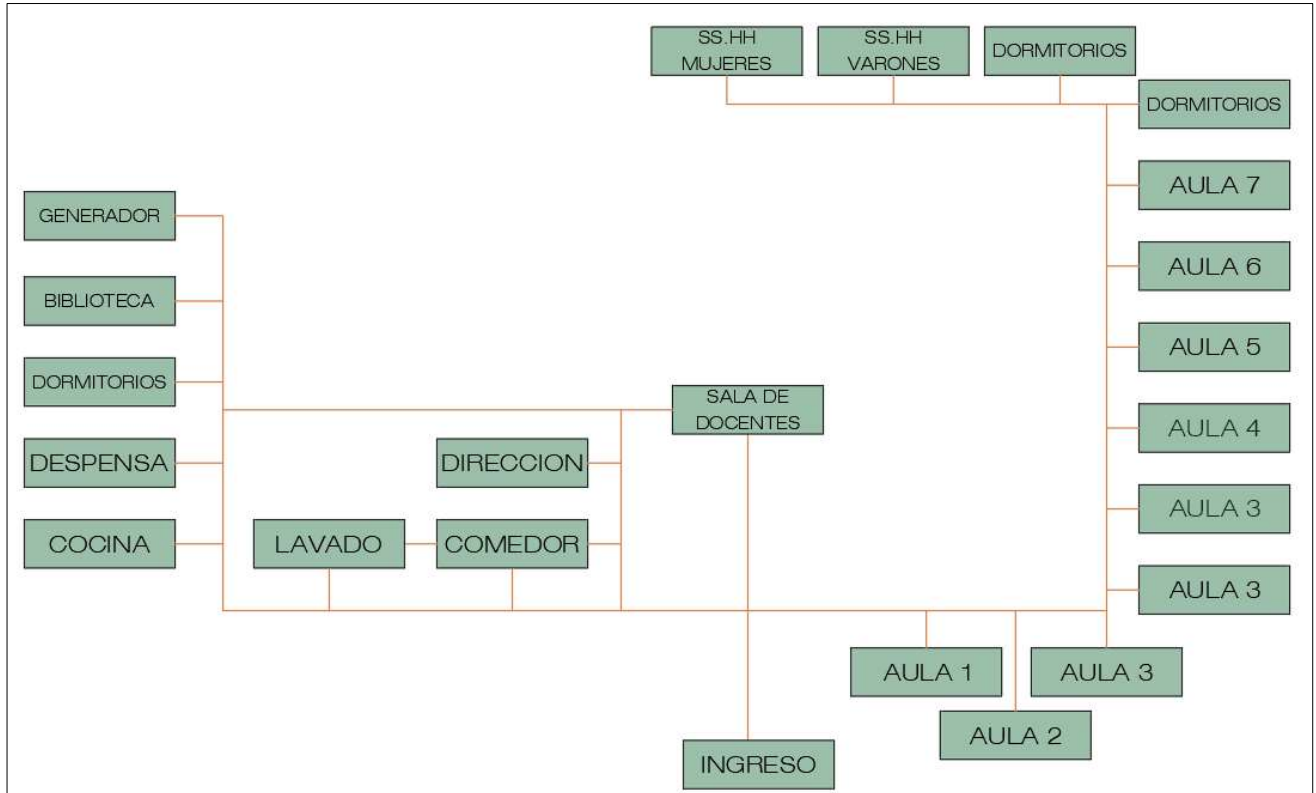 SS.HH
MUJERES
SS.HH
VARONES
DORMITORIOS
DORMITORIOS
AULA 7
GENERADOR
AULA 6
BIBLIOTECA
AULA 5
DORMITORIOS
SALA DE
DOCENTES
AULA 4
DESPENSA
DIRECCION
AULA 3
COCINA
LAVADO
COMEDOR
AULA 3
AULA 1
AULA 3
AULA 2
INGRESO